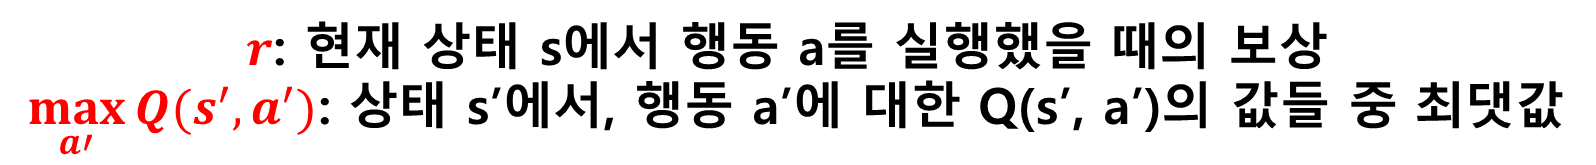 r: 현재 상태 s에서 행동 a를 실행했을 때의 보상
max Q(s′, a′): 상태 s’에서, 행동 a’에 대한 Q(s’, a’)의 값들 중 최댓값
a′